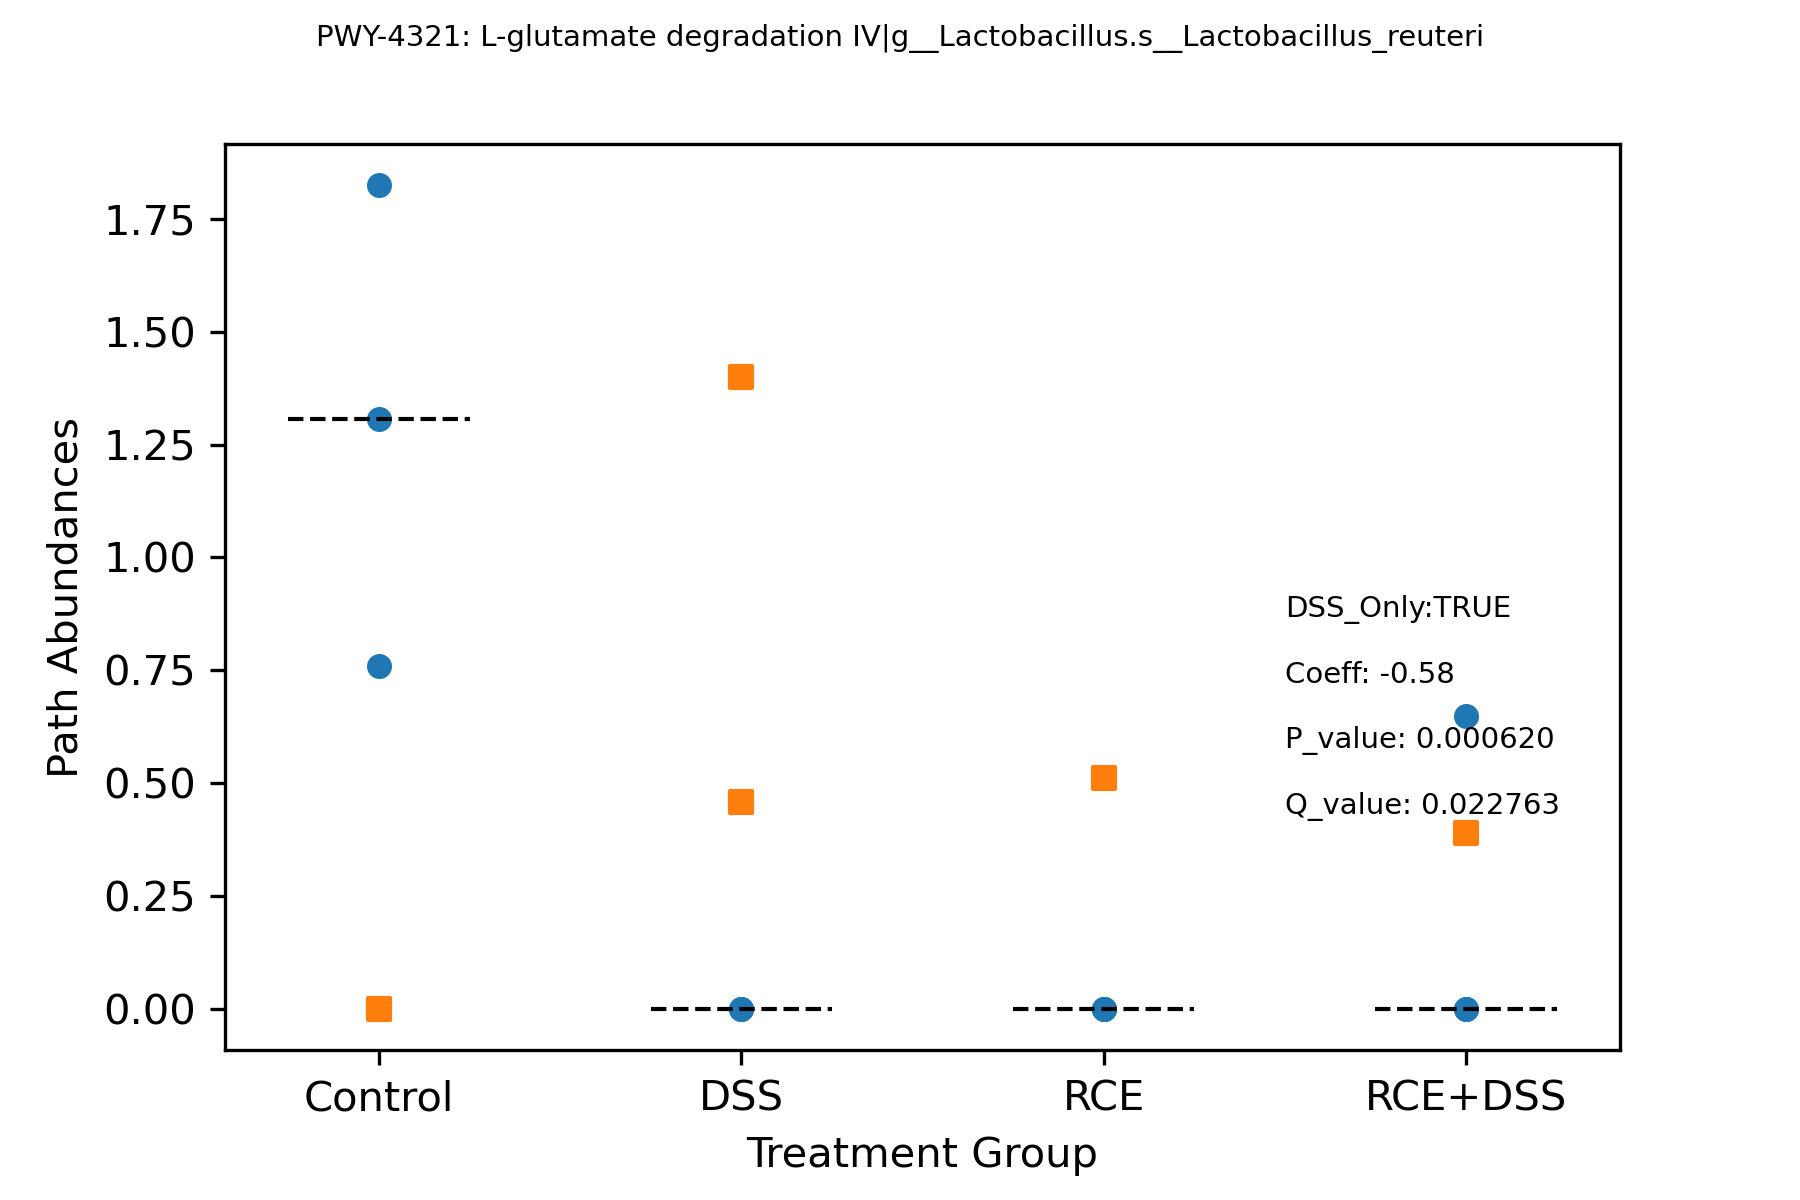 PWY-4321: L-glutamate degradation IV|g__Lactobacillus.s__Lactobacillus_reuteri
1.75
1.50
1.25
1.00
0.75
0.50
0.25
0.00
Path Abundances
DSS_Only:TRUE
Coeff: -0.58
P_value: 0.000620
Q_value: 0.022763
Control
DSS
RCE
RCE+DSS
Treatment Group